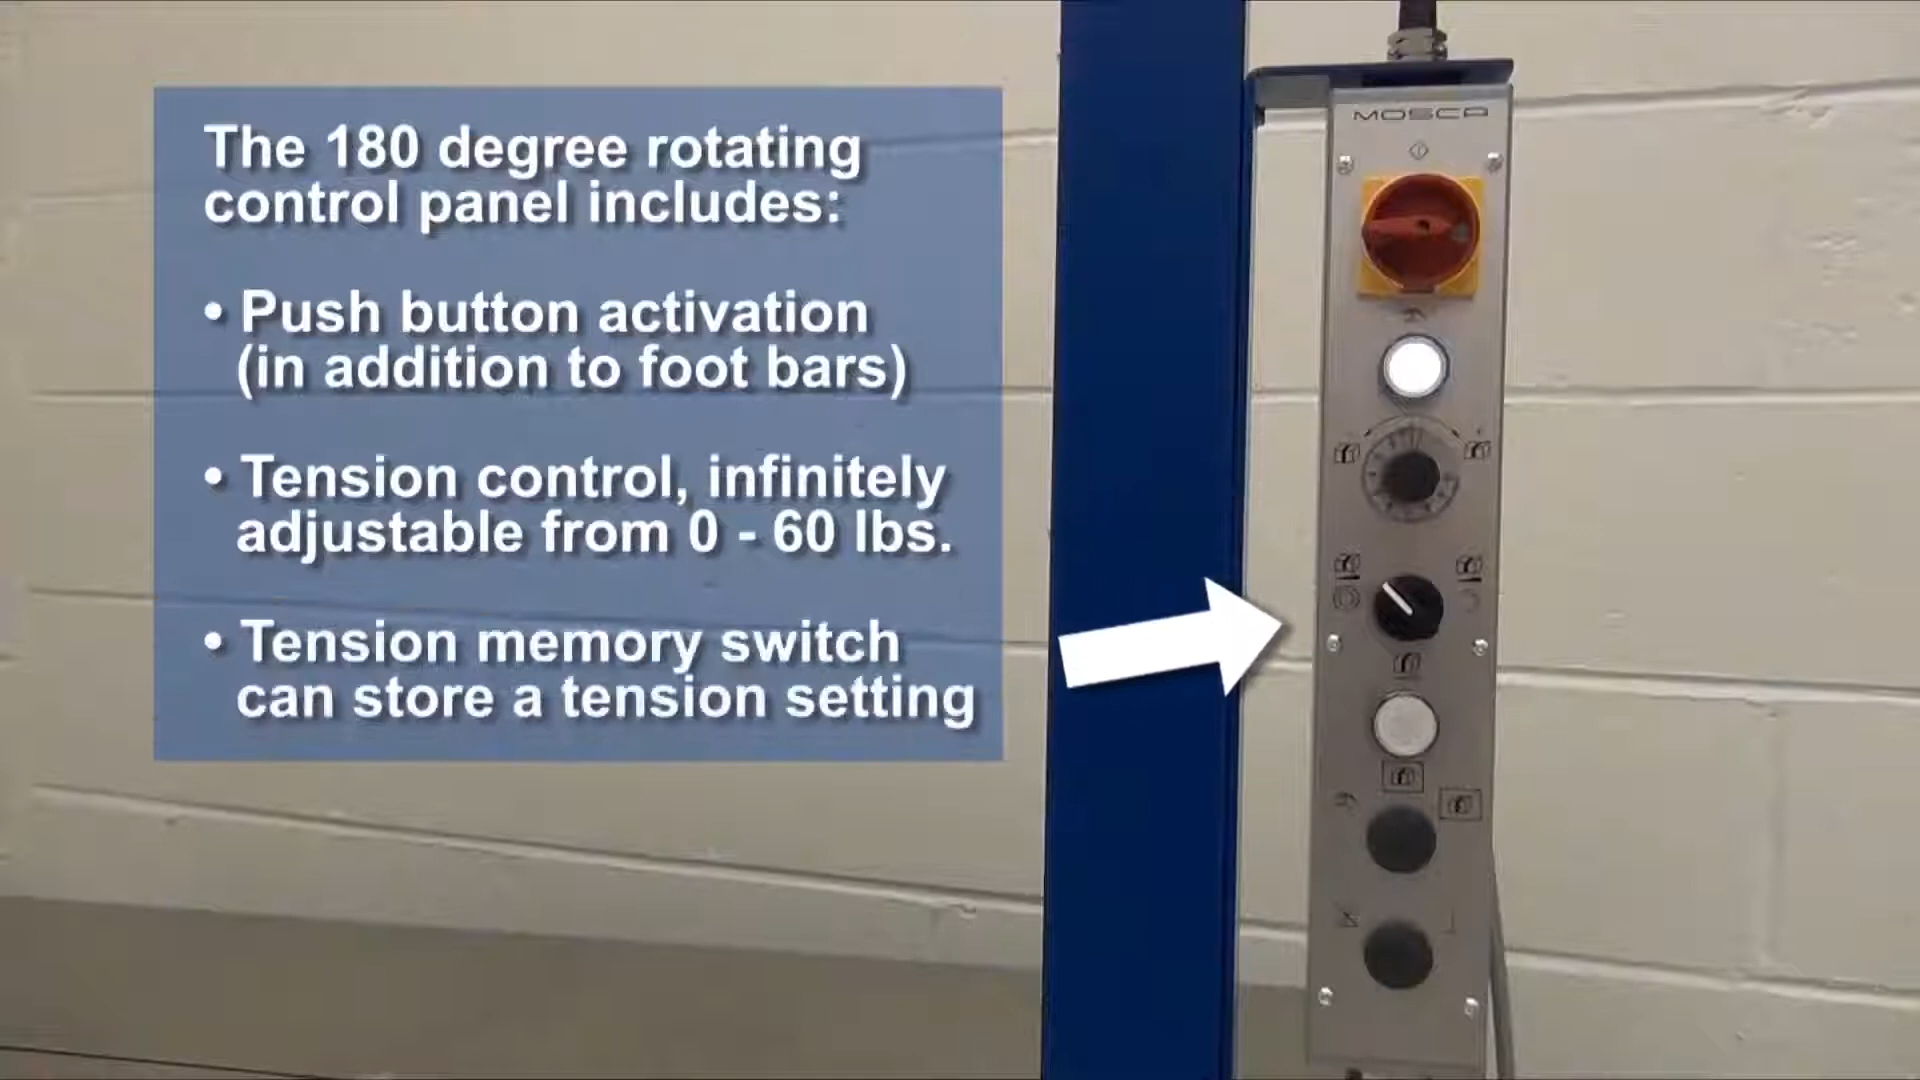 The 180 degree rotating
control panel includes:
• Push button activation
(in addition to foot bars)
• Tension control, infinitely
adjustable from 0 - 60 lbs.
• Tension memory switch
can store a tension setting
MOSCA